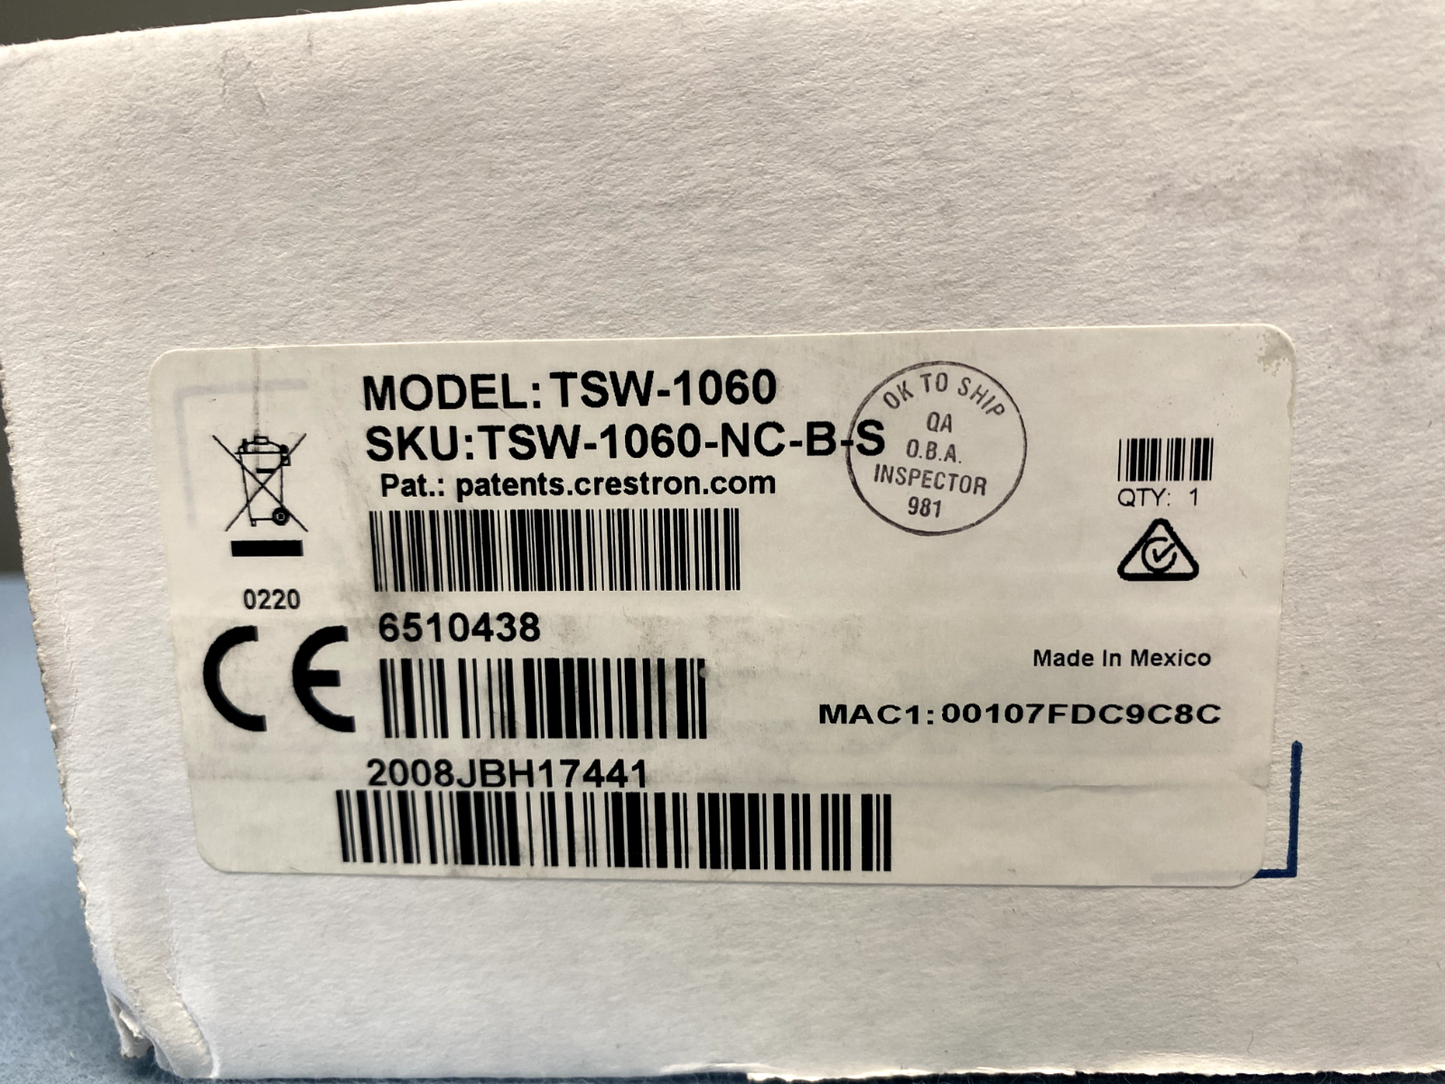 MODEL: TSW-1060
SKU:TSW-1060-NC-B-S
Pat.: patents.crestron.com
OK TO SHIP
QA
O.B.A.
INSPECTOR
981
QTY: 1
0220
6510438
CE
Made In Mexico
MAC1:00107FDC9C8C
2008JBH17441